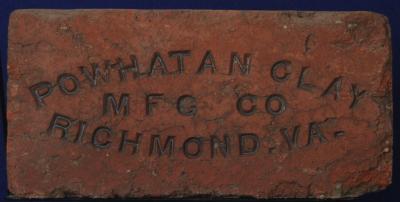 POWHATAN CLAY
MFG CO
RICHMOND. VA.